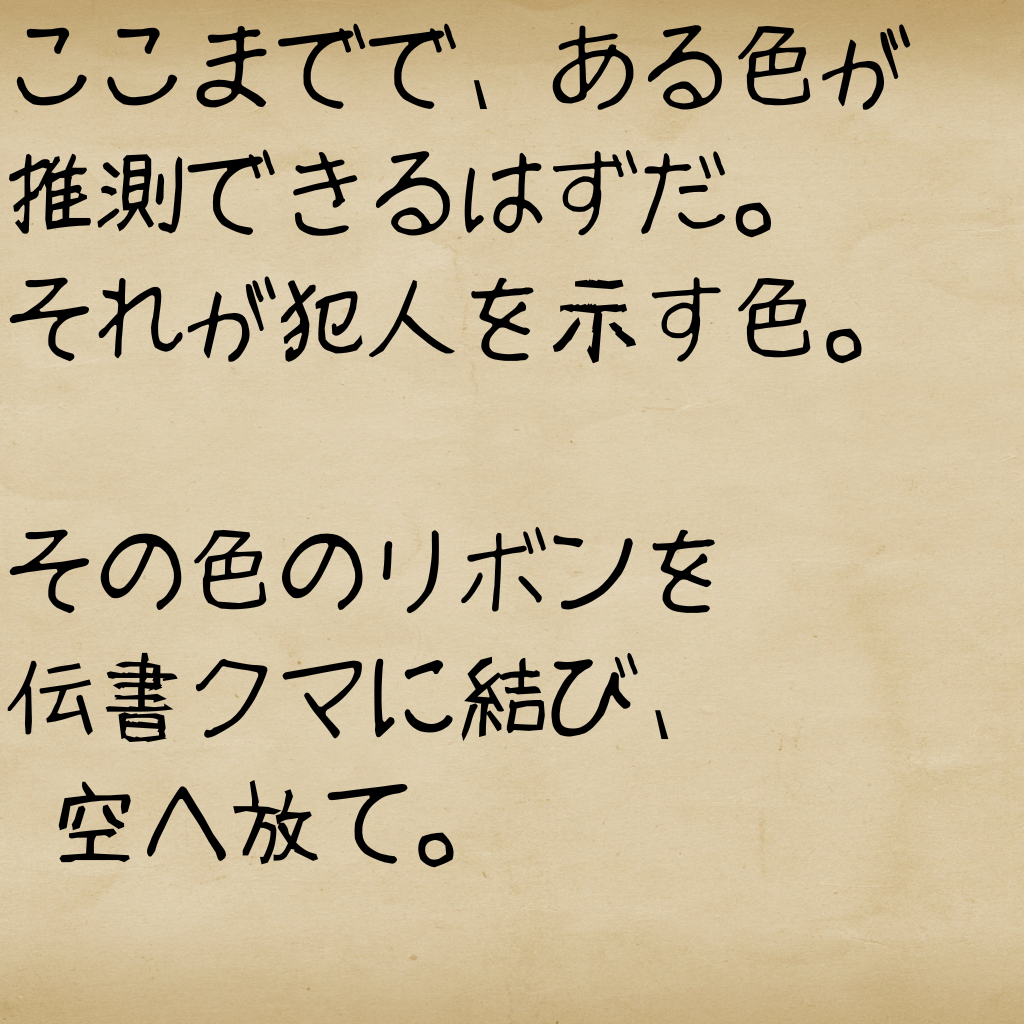 ここまでで、ある色が
推測できるはずだ。
それが犯人を示す色。
その色のリボンを
伝書クマに結び、
空へ放て。